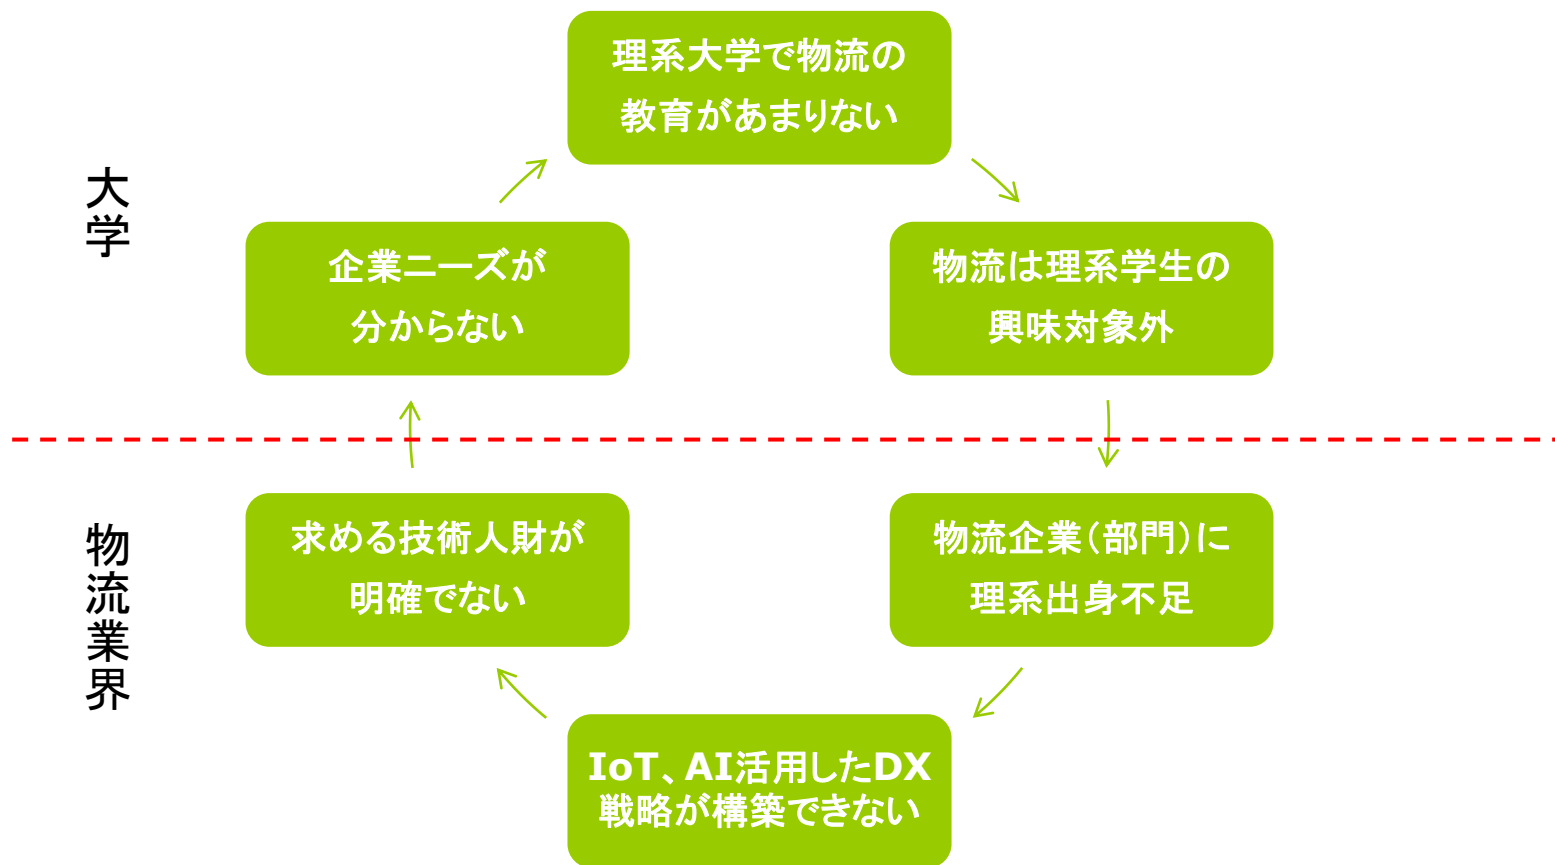 理系大学で物流の
教育があまりない
大学
企業ニーズが
分からない
物流は理系学生の
興味対象外
物流業界
求める技術人財が
明確でない
物流企業（部門）に
理系出身不足
IoT、AI活用したDX
戦略が構築できない